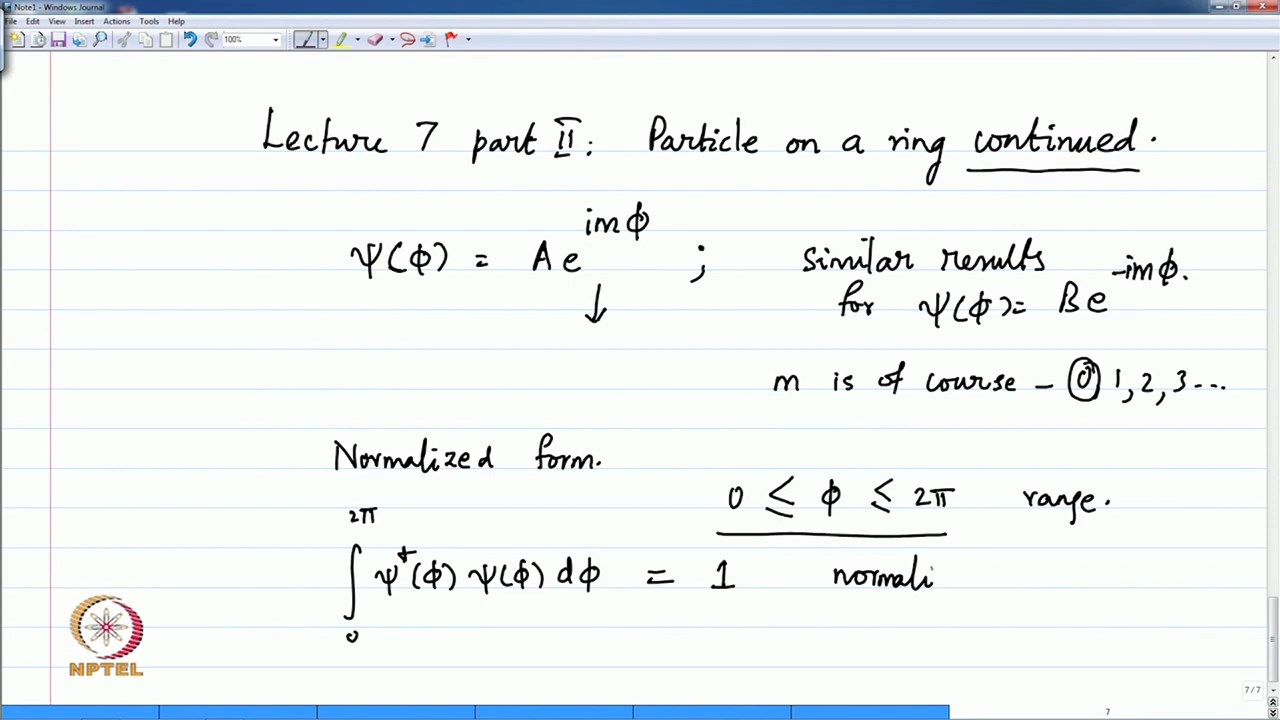 Note1 - Windows Journal
File Edit View Insert Actions Tools Help
100%
Lecture 7 part II: Particle on a ring continued.
ψ(φ) = A e^{imφ} ; similar results
for ψ(φ) = B e^{-imφ}.
m is of course - 0, 1, 2, 3 ...
Normalized form.
0 ≤ φ ≤ 2π range.
∫_0^{2π} ψ*(φ) ψ(φ) dφ = 1 normali
NPTEL
7/7
7